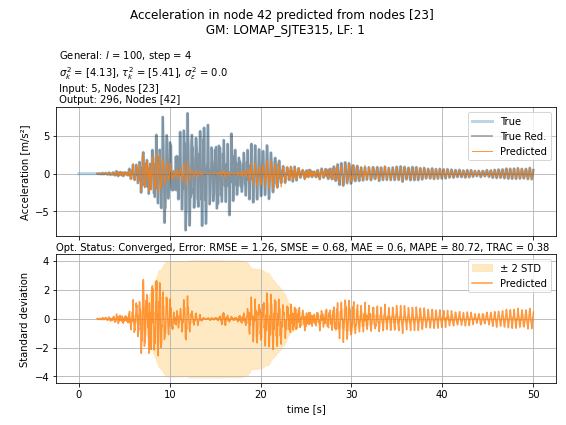 Acceleration in node 42 predicted from nodes [23]
GM: LOMAP_SJTE315, LF: 1
General: l = 100, step = 4
σ²ₖ = [4.13], τ²ₖ = [5.41], σ²ₑ = 0.0
Input: 5, Nodes [23]
Output: 296, Nodes [42]
Acceleration [m/s²]
5
0
−5
True
True Red.
Predicted
Opt. Status: Converged, Error: RMSE = 1.26, SMSE = 0.68, MAE = 0.6, MAPE = 80.72, TRAC = 0.38
Standard deviation
4
2
0
−2
−4
± 2 STD
Predicted
0 10 20 30 40 50
time [s]